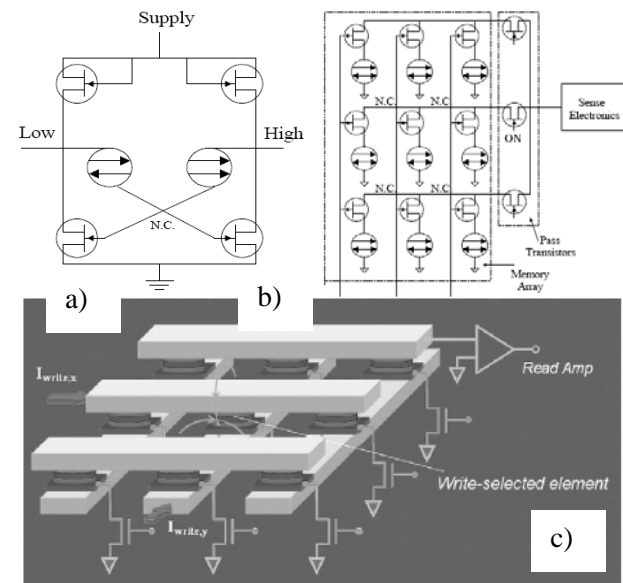 Supply
Low
High
N.C.
a)
N.C.
N.C.
N.C.
N.C.
ON
Sense
Electronics
Pass
Transistors
Memory
Array
b)
I write,x
Read Amp
Write-selected element
I write,y
c)